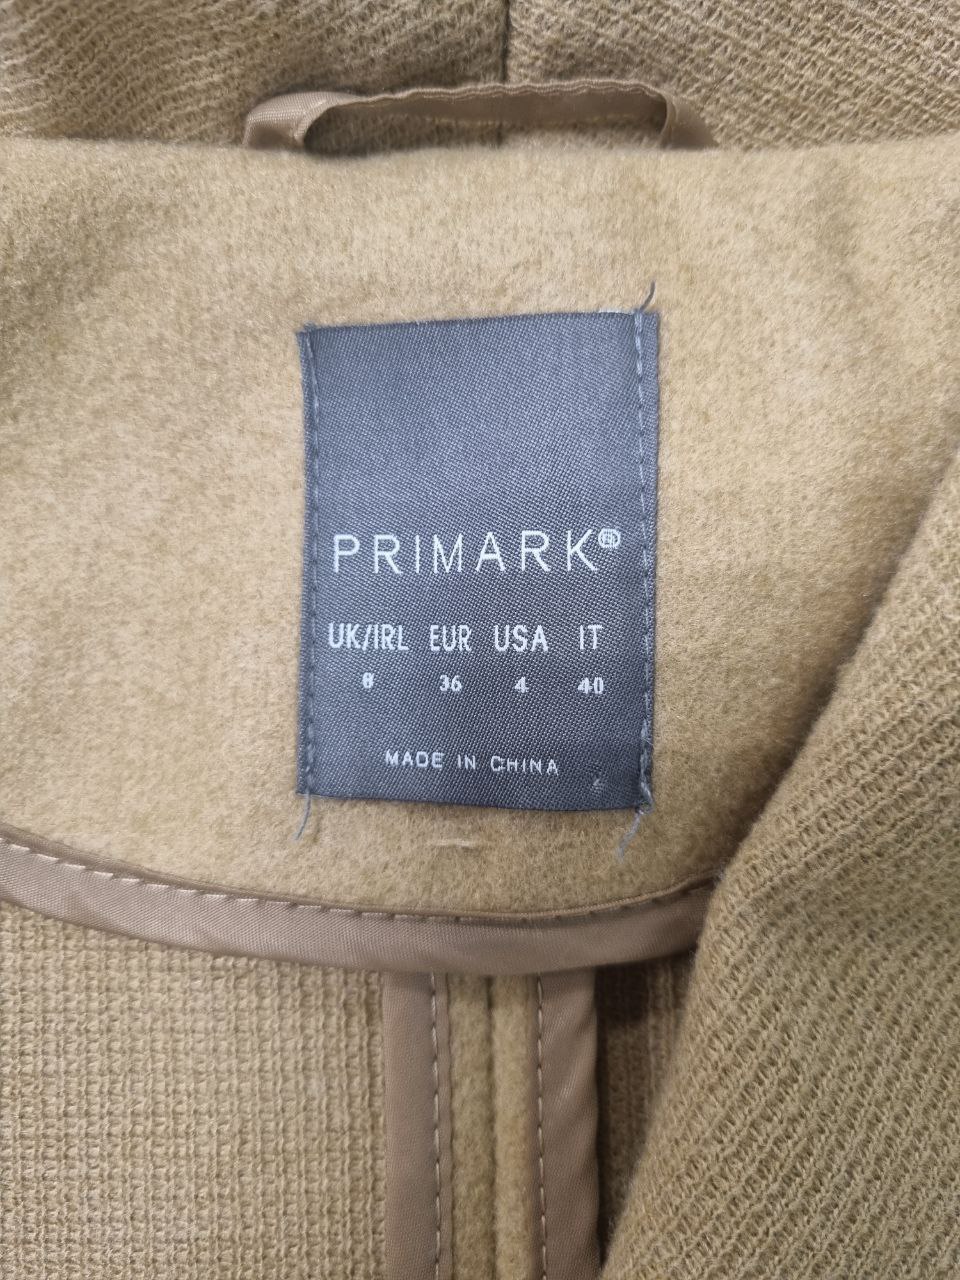 PRIMARK®
UK/IRL EUR USA IT
8 36 4 40
MADE IN CHINA